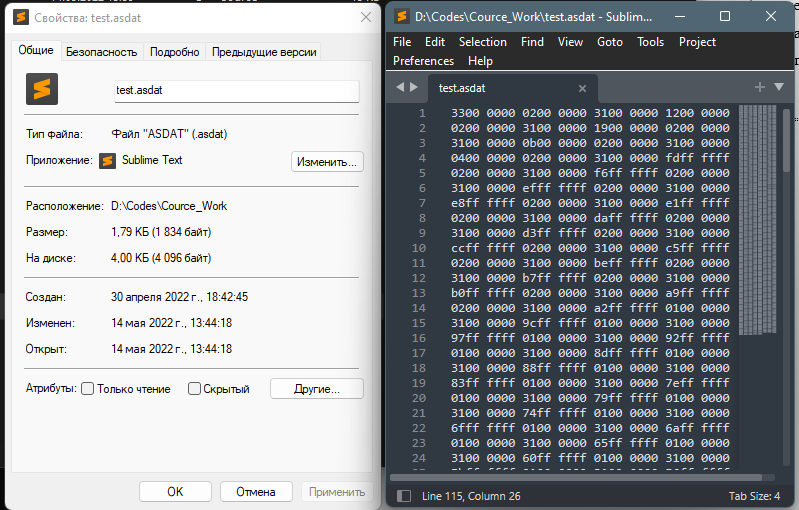 Свойства: test.asdat
Общие Безопасность Подробно Предыдущие версии
test.asdat
Тип файла: Файл "ASDAT" (.asdat)
Приложение: Sublime Text Изменить...
Расположение: D:\Codes\Cource_Work
Размер: 1,79 КБ (1 834 байт)
На диске: 4,00 КБ (4 096 байт)
Создан: 30 апреля 2022 г., 18:42:45
Изменен: 14 мая 2022 г., 13:44:18
Открыт: 14 мая 2022 г., 13:44:18
Атрибуты: Только чтение Скрытый Другие...
OK Отмена Применить
D:\Codes\Cource_Work\test.asdat - Sublime...
File Edit Selection Find View Goto Tools Project
Preferences Help
test.asdat
1 3300 0000 0200 0000 3100 0000 1200 0000
2 0200 0000 3100 0000 1900 0000 0200 0000
3 3100 0000 0b00 0000 0200 0000 3100 0000
4 0400 0000 0200 0000 3100 0000 fdff ffff
5 0200 0000 3100 0000 f6ff ffff 0200 0000
6 3100 0000 efff ffff 0200 0000 3100 0000
7 e8ff ffff 0200 0000 3100 0000 e1ff ffff
8 0200 0000 3100 0000 daff ffff 0200 0000
9 3100 0000 d3ff ffff 0200 0000 3100 0000
10 ccff ffff 0200 0000 3100 0000 c5ff ffff
11 0200 0000 3100 0000 beff ffff 0200 0000
12 3100 0000 b7ff ffff 0200 0000 3100 0000
13 b0ff ffff 0200 0000 3100 0000 a9ff ffff
14 0200 0000 3100 0000 a2ff ffff 0100 0000
15 3100 0000 9cff ffff 0100 0000 3100 0000
16 97ff ffff 0100 0000 3100 0000 92ff ffff
17 0100 0000 3100 0000 8dff ffff 0100 0000
18 3100 0000 88ff ffff 0100 0000 3100 0000
19 83ff ffff 0100 0000 3100 0000 7eff ffff
20 0100 0000 3100 0000 79ff ffff 0100 0000
21 3100 0000 74ff ffff 0100 0000 3100 0000
22 6fff ffff 0100 0000 3100 0000 6aff ffff
23 0100 0000 3100 0000 65ff ffff 0100 0000
24 3100 0000 60ff ffff 0100 0000 3100 0000
Line 115, Column 26 Tab Size: 4